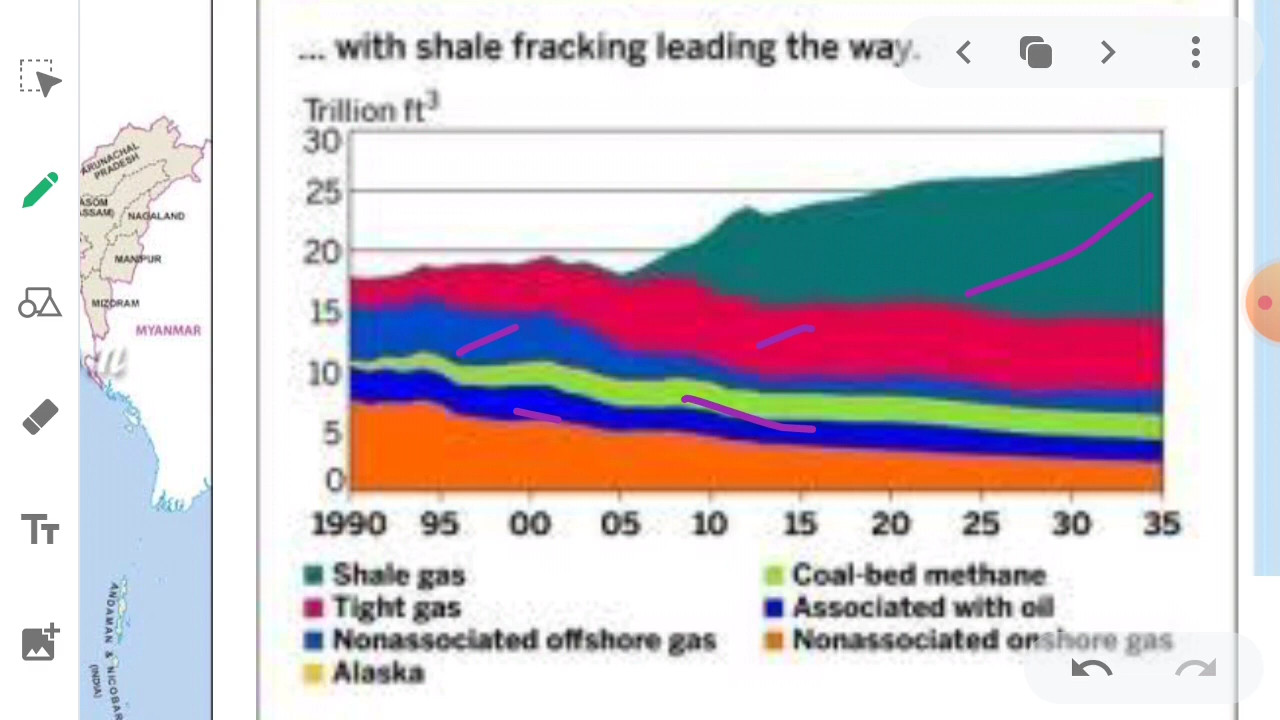 ... with shale fracking leading the way.
Trillion ft³
30
25
20
15
10
5
0
1990 95 00 05 10 15 20 25 30 35
Shale gas
Tight gas
Nonassociated offshore gas
Alaska
Coal-bed methane
Associated with oil
Nonassociated onshore gas
ARUNACHAL
PRADESH
ASOM
ASSAM)
NAGALAND
MANIPUR
MIZORAM
MYANMAR
n
ANDAMAN & NICOBAR
(INDIA)
TT